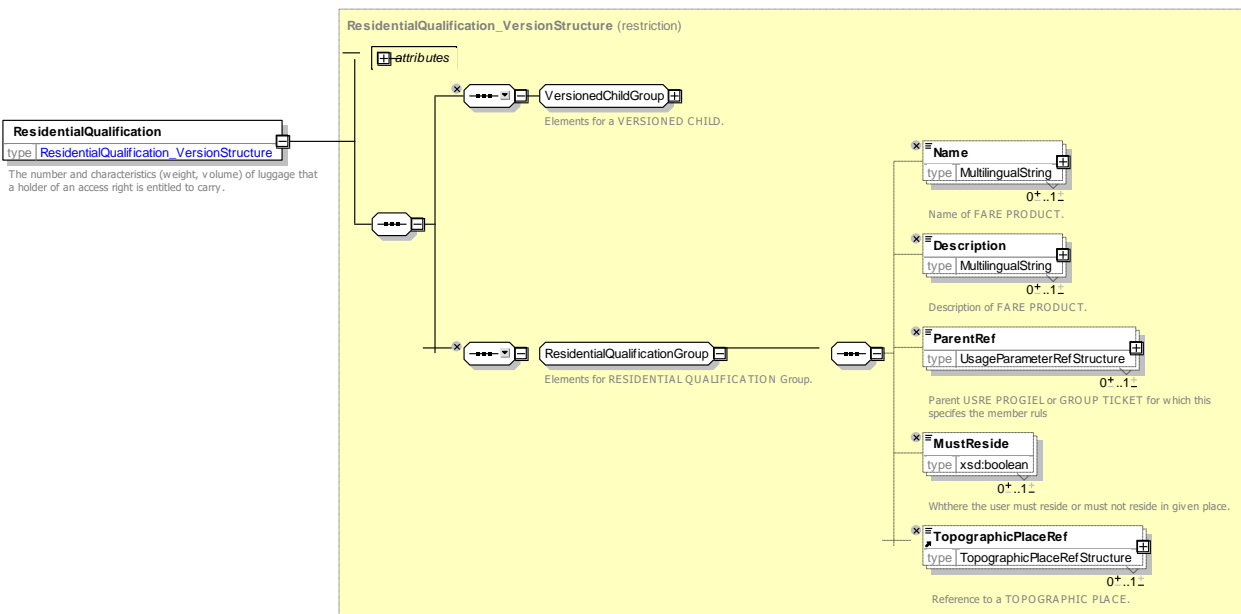 ResidentialQualification_VersionStructure (restriction)
attributes
VersionedChildGroup
Elements for a VERSIONED CHILD.
ResidentialQualification
type ResidentialQualification_VersionStructure
The number and characteristics (weight, volume) of luggage that
a holder of an access right is entitled to carry.
Name
type MultilingualString
0..1
Name of FARE PRODUCT.
Description
type MultilingualString
0..1
Description of FARE PRODUCT.
ResidentialQualificationGroup
Elements for RESIDENTIAL QUALIFICATION Group.
ParentRef
type UsageParameterRefStructure
0..1
Parent USRE PROGIEL or GROUP TICKET for which this
specifes the member ruls
MustReside
type xsd:boolean
0..1
Whthere the user must reside or must not reside in given place.
TopographicPlaceRef
type TopographicPlaceRefStructure
0..1
Reference to a TOPOGRAPHIC PLACE.